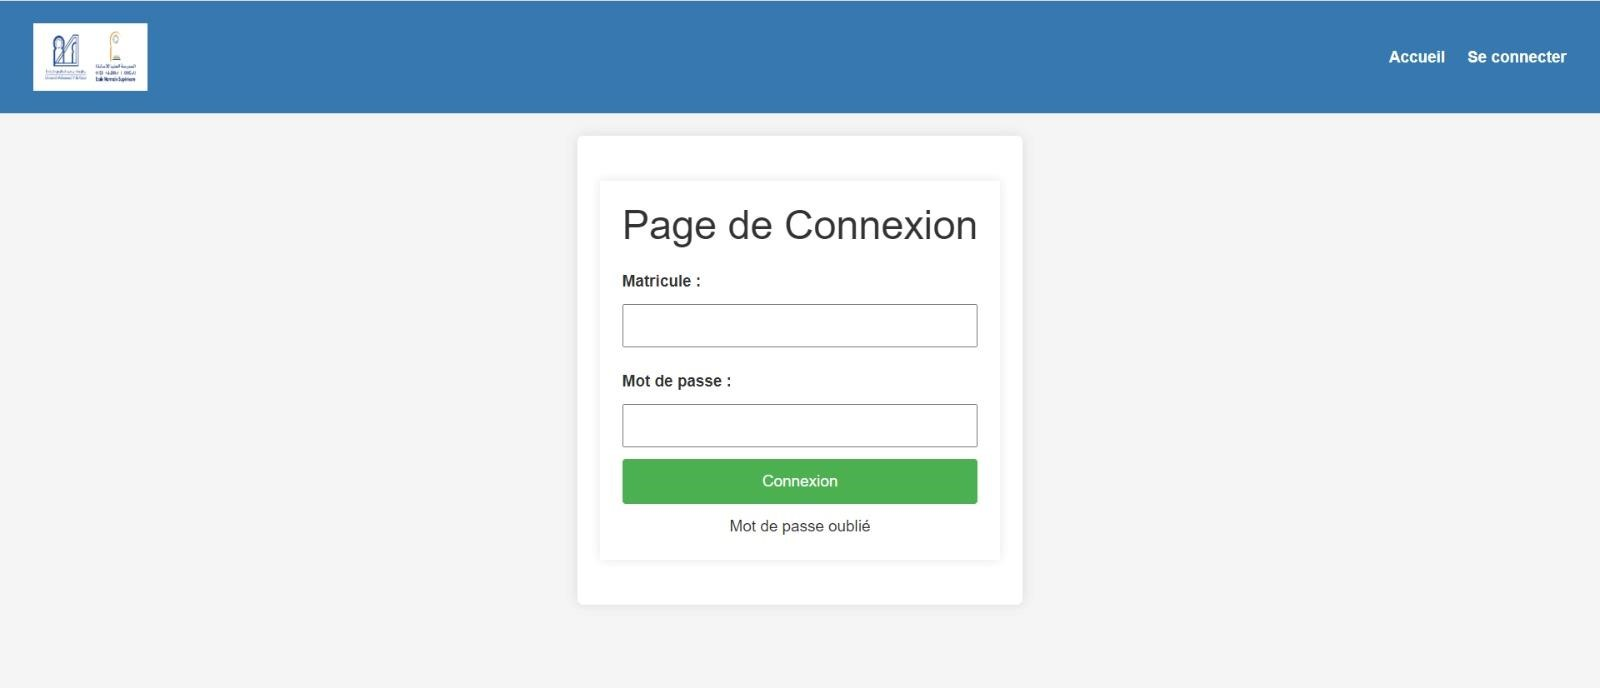 Accueil Se connecter
Page de Connexion
Matricule :
Mot de passe :
Connexion
Mot de passe oublié